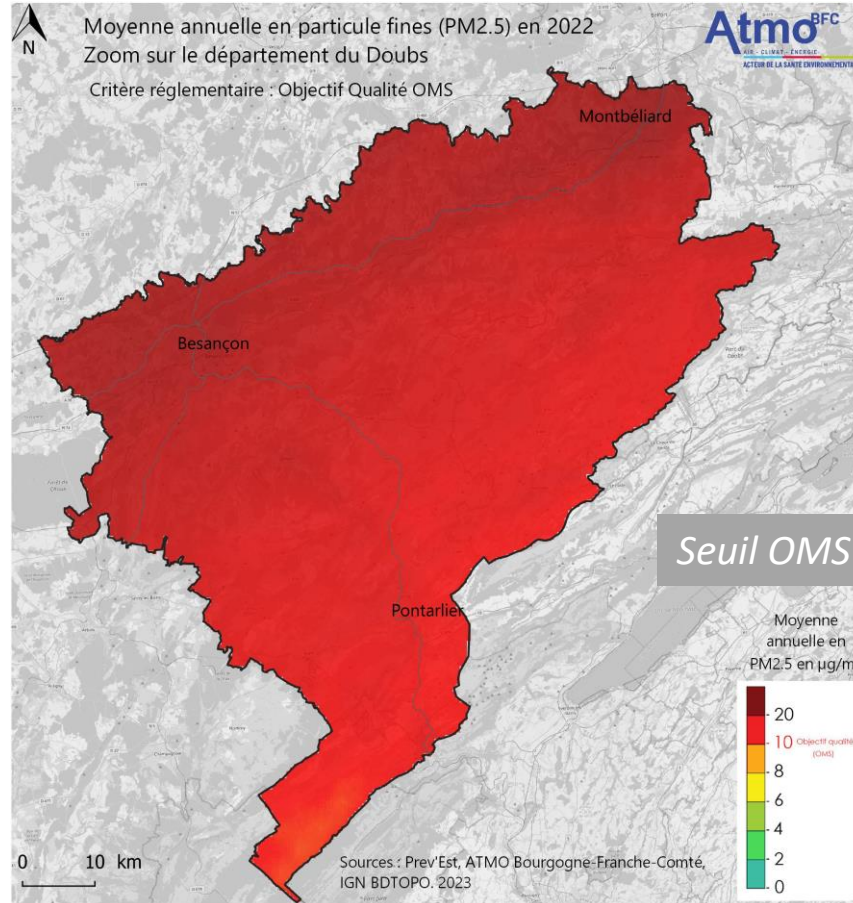 N
Moyenne annuelle en particule fines (PM2.5) en 2022
Zoom sur le département du Doubs
Critère réglementaire : Objectif Qualité OMS
Atmo BFC
AIR - CLIMAT - ÉNERGIE
ACTEUR DE LA SANTÉ ENVIRONNEMENTA
Montbéliard
Besançon
Pontarlier
Seuil OMS
Moyenne
annuelle en
PM2.5 en µg/m
20
10 Objectif qualité
(OMS)
8
6
4
2
0
0 10 km
Sources : Prev'Est, ATMO Bourgogne-Franche-Comté,
IGN BDTOPO. 2023